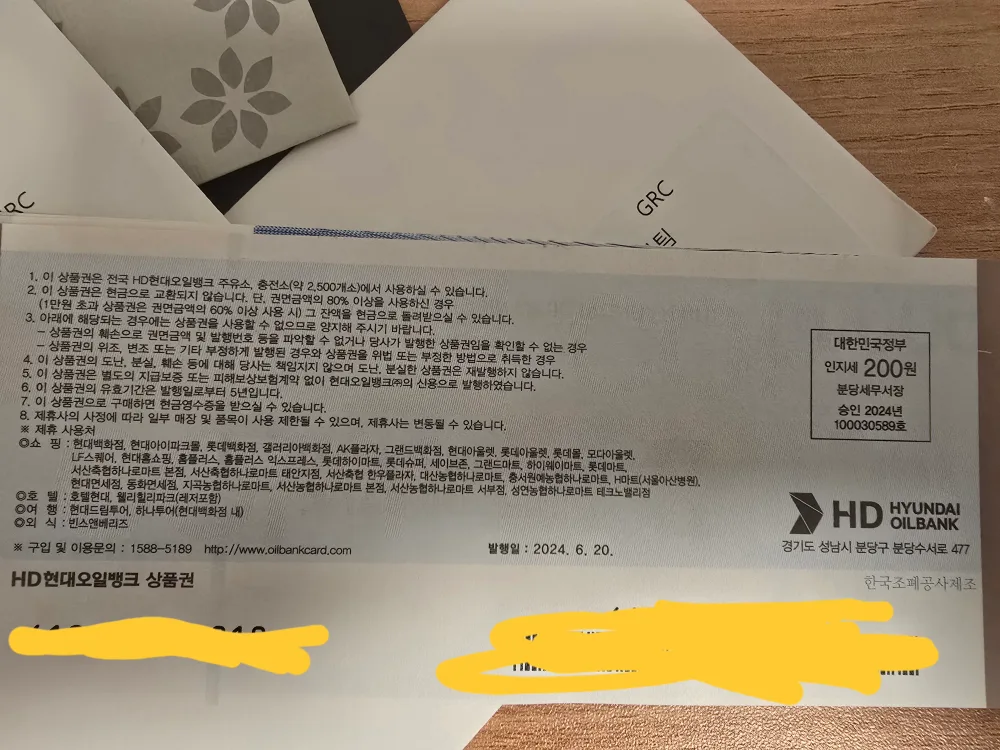 RC
GRC
팅
1. 이 상품권은 전국 HD현대오일뱅크 주유소, 충전소(약 2,500개소)에서 사용하실 수 있습니다.
2. 이 상품권은 현금으로 교환되지 않습니다. 단, 권면금액의 80% 이상을 사용하신 경우
(1만원 초과 상품권은 권면금액의 60% 이상 사용 시) 그 잔액을 현금으로 돌려받으실 수 있습니다.
3. 아래에 해당되는 경우에는 상품권을 사용할 수 없으므로 양지해 주시기 바랍니다.
- 상품권의 훼손으로 권면금액 및 발행번호 등을 파악할 수 없거나 당사가 발행한 상품권임을 확인할 수 없는 경우
- 상품권의 위조, 변조 또는 기타 부정하게 발행된 경우와 상품권을 위법 또는 부정한 방법으로 취득한 경우
4. 상품권의 도난, 분실, 훼손 등에 대해 당사는 책임지지 않으며 도난, 분실한 상품권은 재발행하지 않습니다.
5. 상품권은 별도의 지급보증 또는 피해보상보험계약 없이 현대오일뱅크㈜의 신용으로 발행하였습니다.
6. 이 상품권의 유효기간은 발행일로부터 5년입니다.
7. 이 상품권으로 구매하면 현금영수증을 받으실 수 있습니다.
8. 제휴사의 사정에 따라 일부 매장 및 품목이 사용 제한될 수 있으며, 제휴사는 변동될 수 있습니다.
※ 제휴 사용처
◎쇼 핑 : 현대백화점, 현대아이파크몰, 롯데백화점, 갤러리아백화점, AK플라자, 그랜드백화점, 현대아울렛, 롯데아울렛, 롯데몰, 모다아울렛,
LF스퀘어, 현대홈쇼핑, 홈플러스, 홈플러스 익스프레스, 롯데하이마트, 롯데슈퍼, 세이브존, 그랜드마트, 하이웨이마트, 롯데마트,
서산축협하나로마트 본점, 서산축협하나로마트 태안지점, 서산축협 한우플라자, 대산농협하나로마트, 충서원예농협하나로마트, H마트(서울아산병원),
현대면세점, 동화면세점, 지곡농협하나로마트, 서산농협하나로마트 본점, 서산농협하나로마트 서부점, 성연농협하나로마트 테크노밸리점
◎호 텔 : 호텔현대, 웰리힐리파크(레저포함)
◎여 행 : 현대드림투어, 하나투어(현대백화점 내)
◎외 식 : 빈스앤베리즈
※ 구입 및 이용문의 : 1588-5189 http://www.oilbankcard.com
발행일 : 2024. 6. 20.
대한민국정부
인지세 200원
분당세무서장
승인 2024년
100030589호
HD HYUNDAI OILBANK
경기도 성남시 분당구 분당수서로 477
HD현대오일뱅크 상품권
한국조폐공사제조